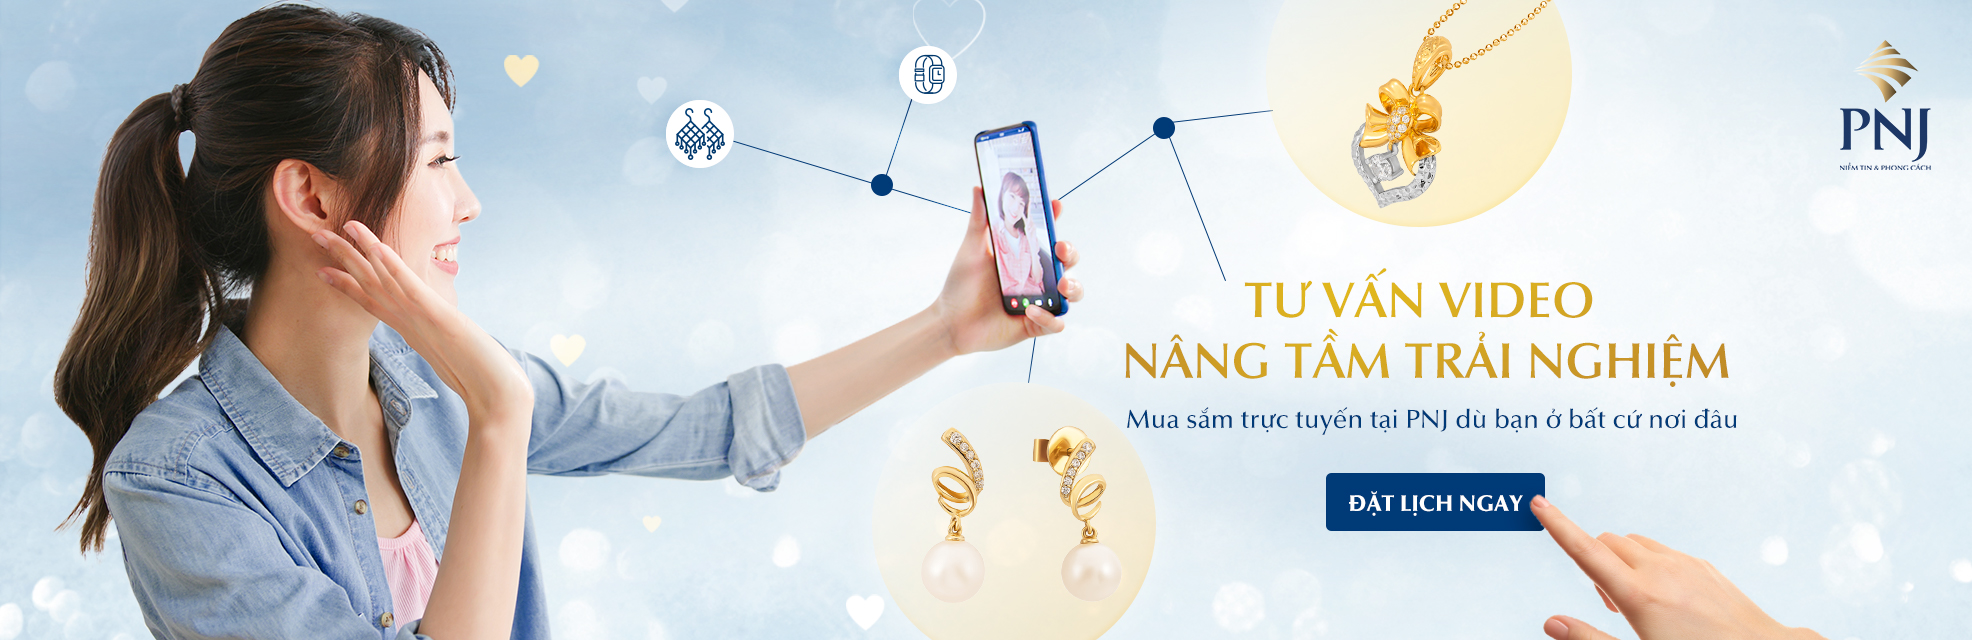 PNJ
NIỀM TIN & PHONG CÁCH
TƯ VẤN VIDEO
NÂNG TẦM TRẢI NGHIỆM
Mua sắm trực tuyến tại PNJ dù bạn ở bất cứ nơi đâu
ĐẶT LỊCH NGAY